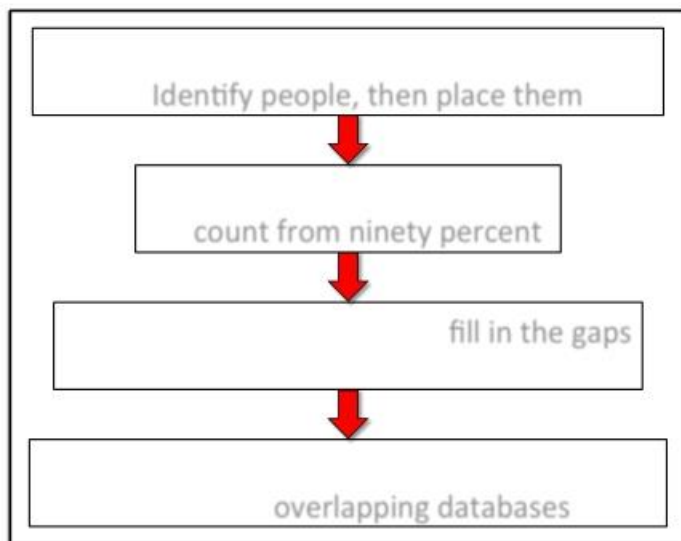 Identify people, then place them
count from ninety percent
fill in the gaps
overlapping databases